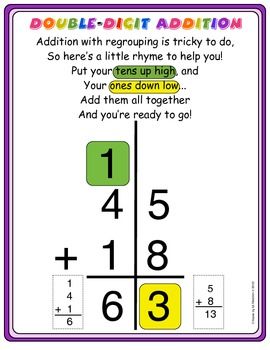 DOUBLE-DIGIT ADDITION
Addition with regrouping is tricky to do,
So here's a little rhyme to help you!
Put your tens up high, and
Your ones down low...
Add them all together
And you're ready to go!
1
4 5
+ 1 8
6 3
1
4
+ 1
6
5
+ 8
13